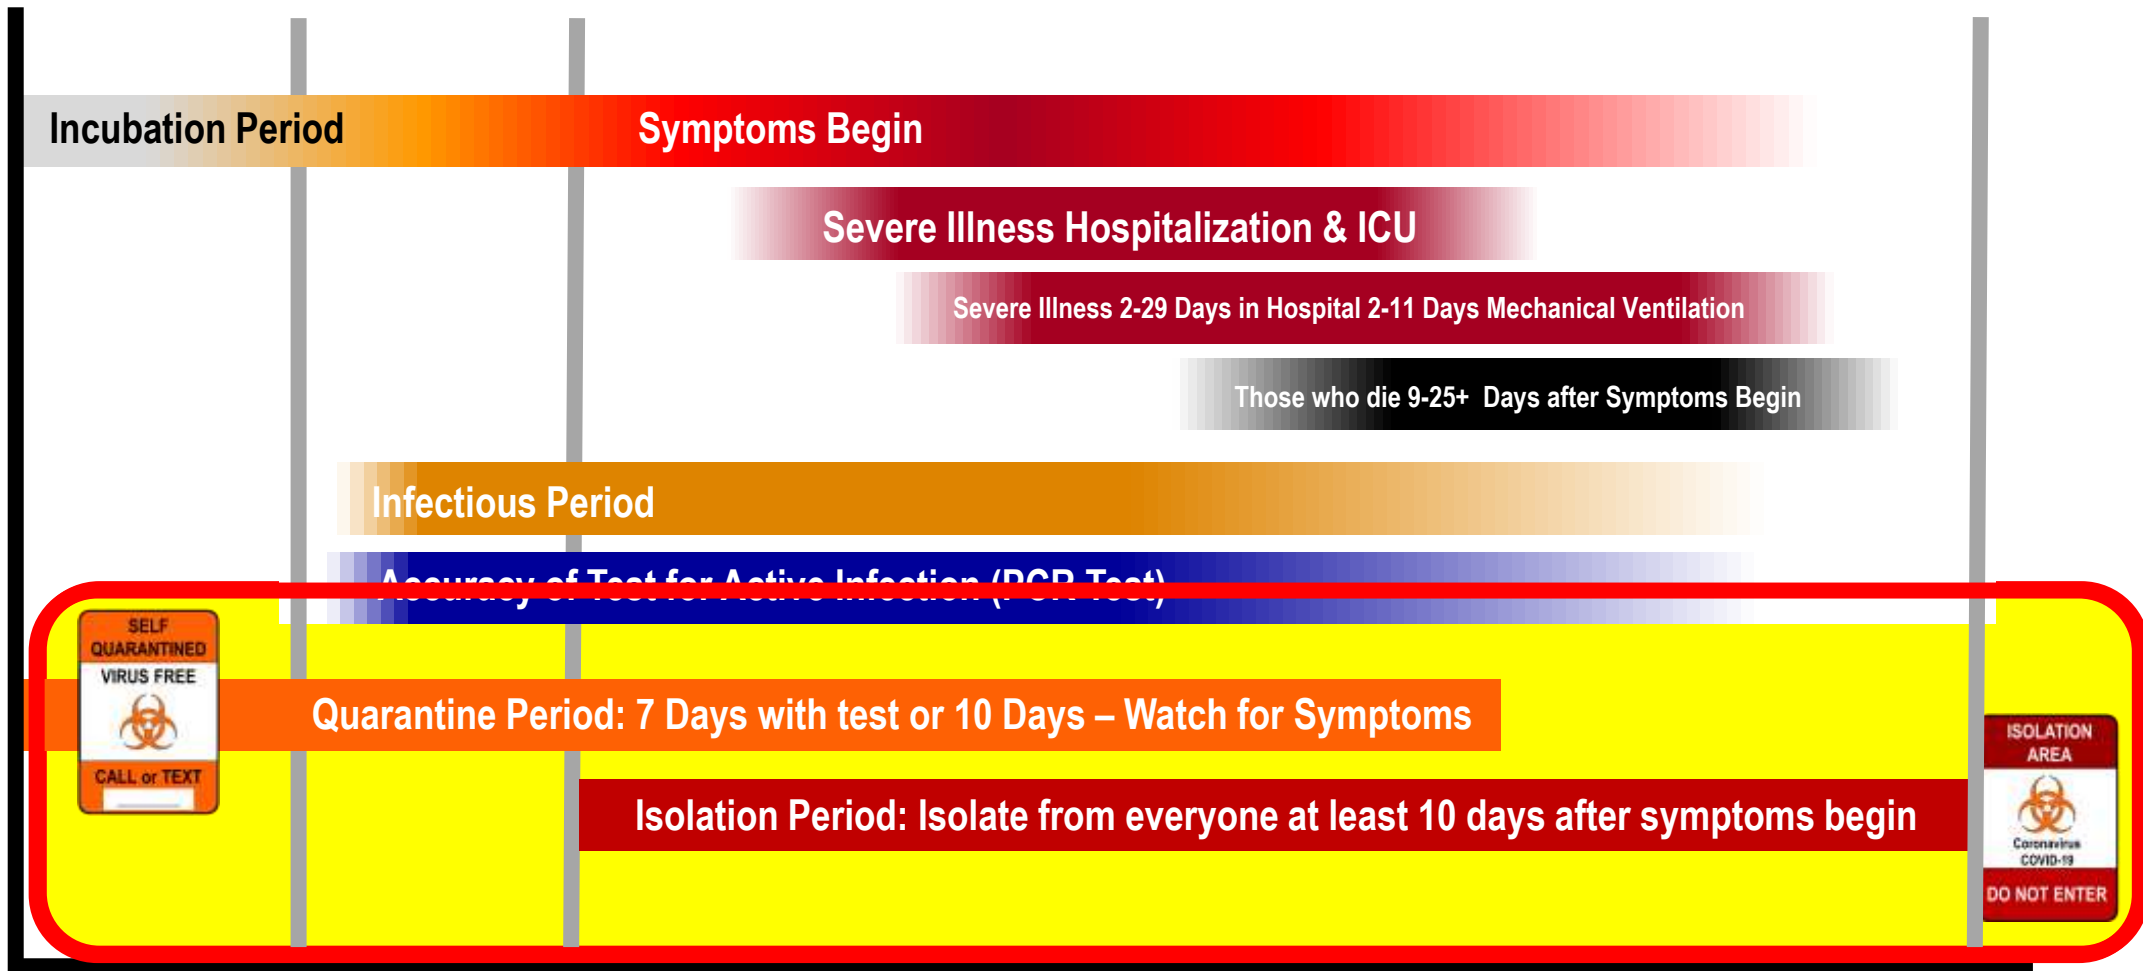 Incubation Period
Symptoms Begin
Severe Illness Hospitalization & ICU
Severe Illness 2-29 Days in Hospital 2-11 Days Mechanical Ventilation
Those who die 9-25+ Days after Symptoms Begin
Infectious Period
Accuracy of Test for Active Infection (PCR Test)
SELF
QUARANTINED
VIRUS FREE
CALL or TEXT
Quarantine Period: 7 Days with test or 10 Days – Watch for Symptoms
Isolation Period: Isolate from everyone at least 10 days after symptoms begin
ISOLATION
AREA
Coronavirus
COVID-19
DO NOT ENTER